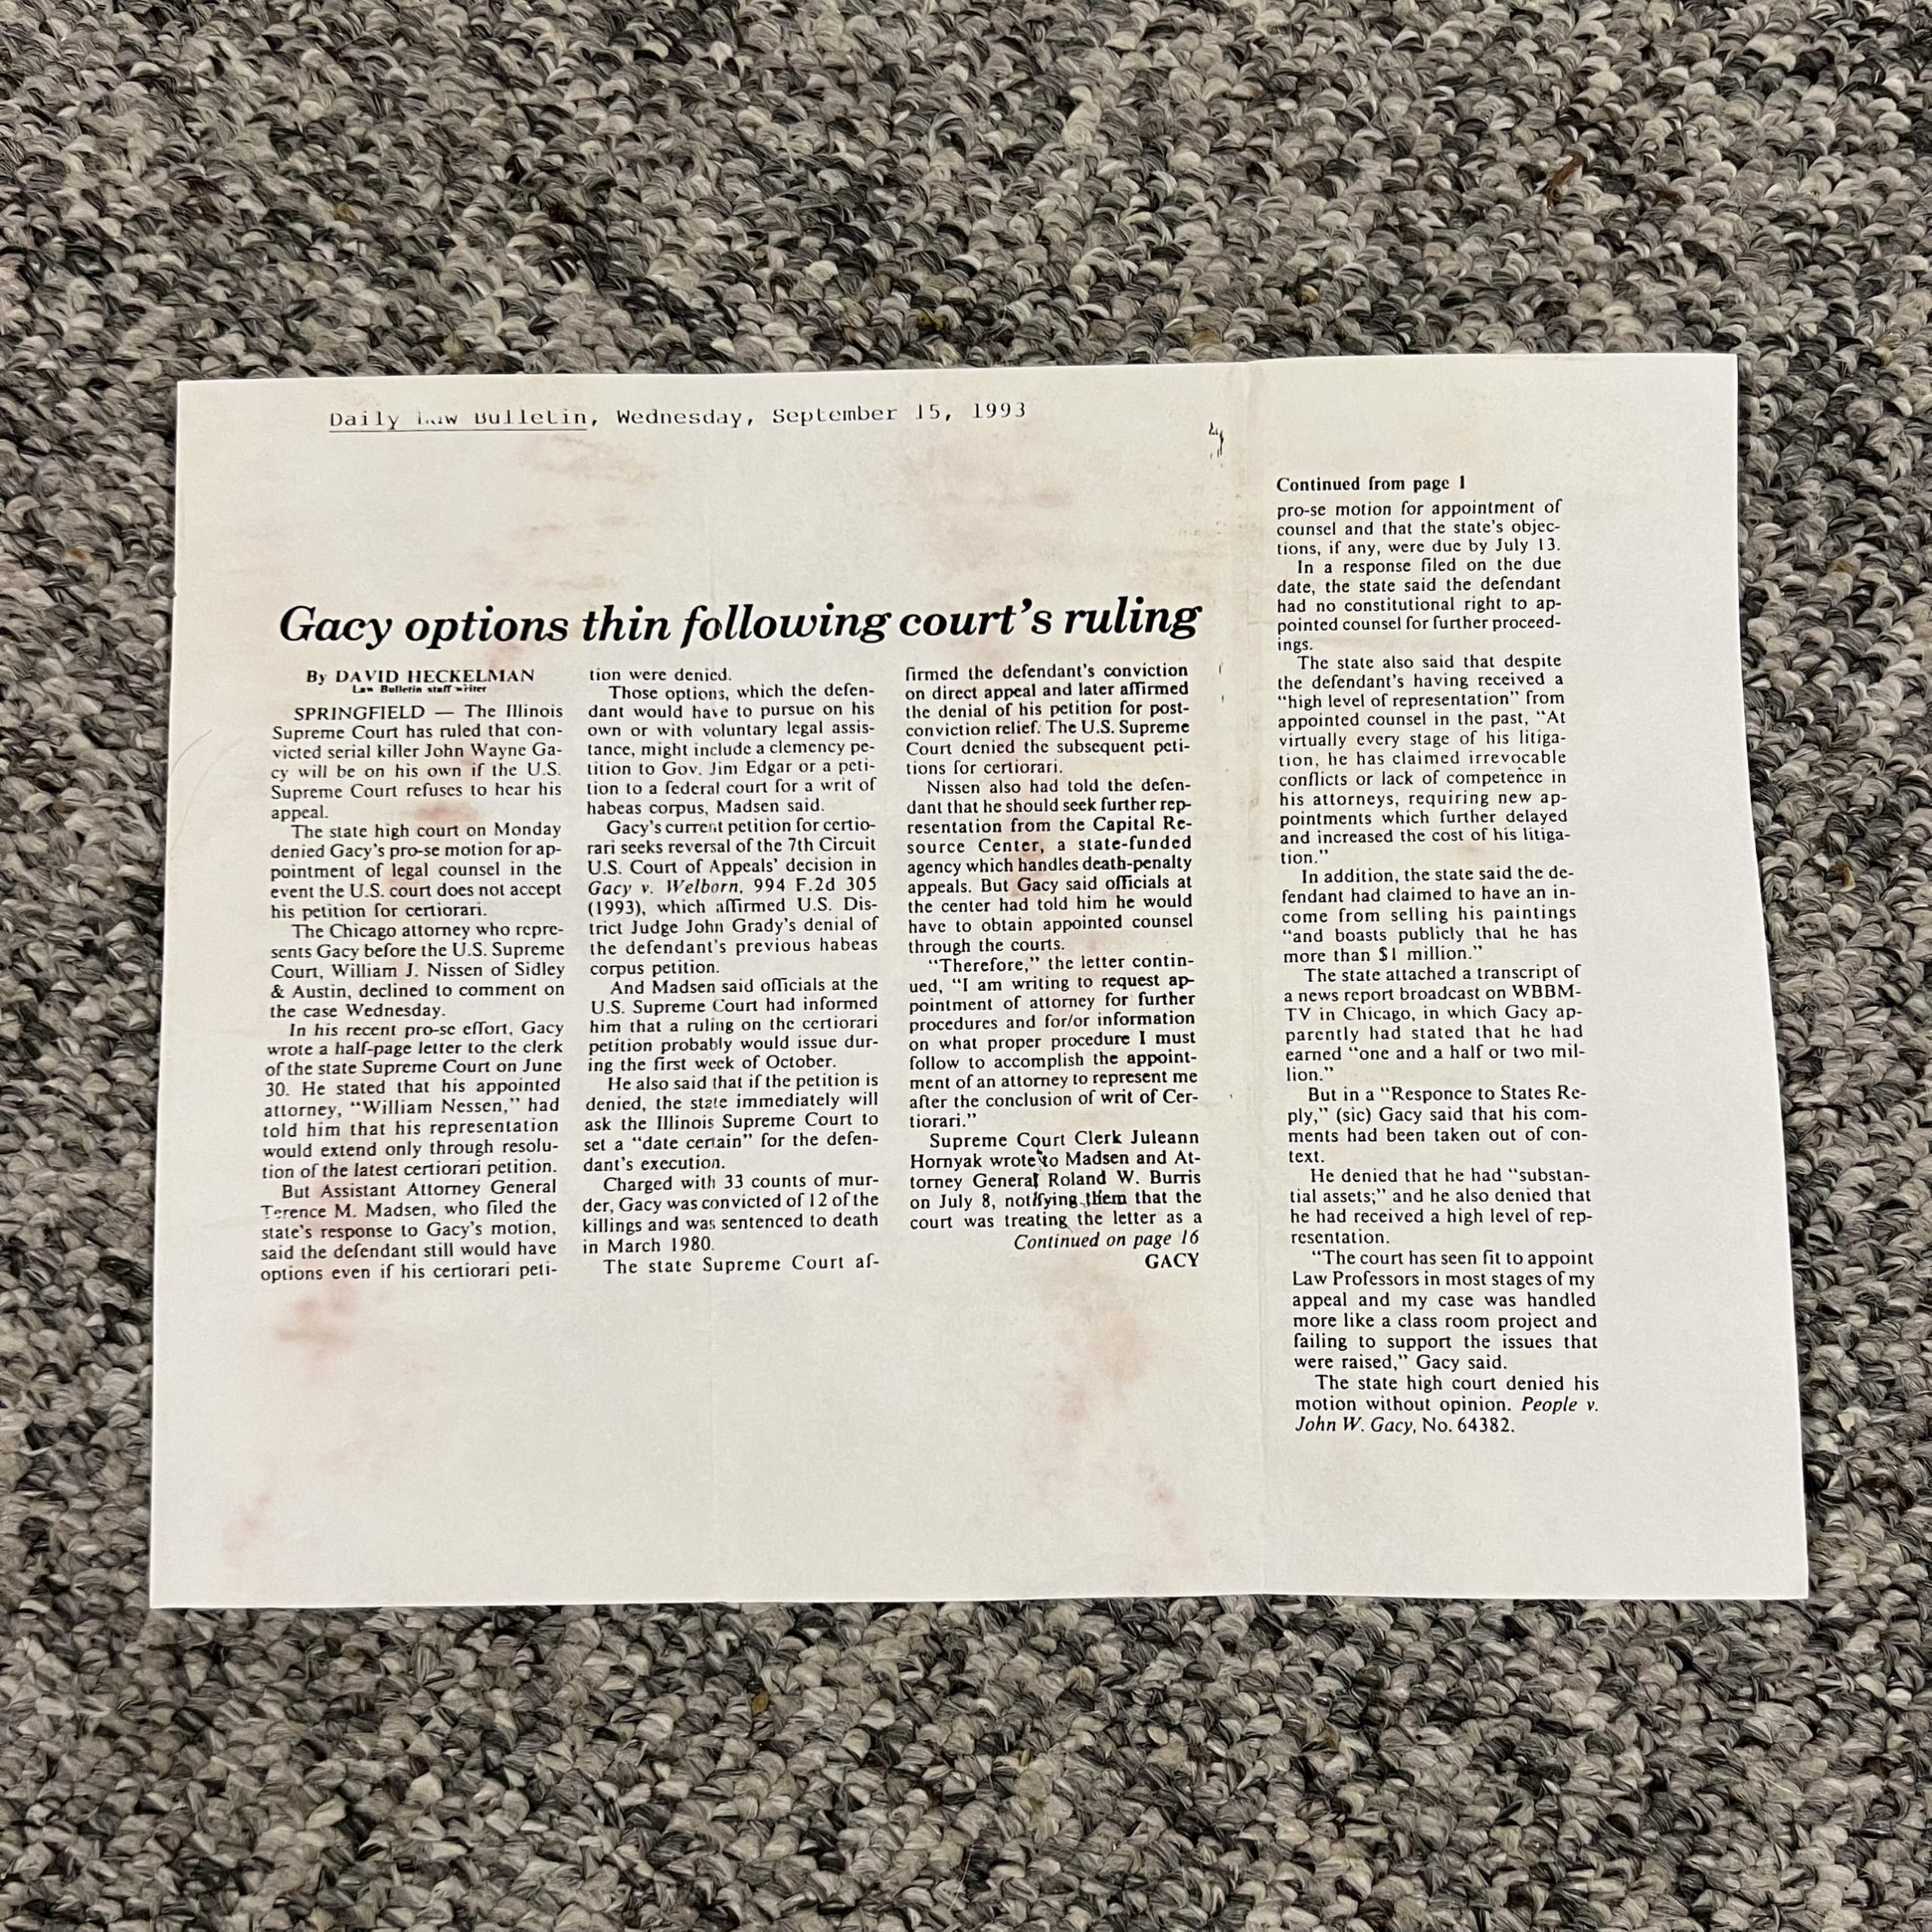 Daily Law Bulletin, Wednesday, September 15, 1993
Gacy options thin following court's ruling
By DAVID HECKELMAN
Law Bulletin staff writer
SPRINGFIELD — The Illinois
Supreme Court has ruled that con-
victed serial killer John Wayne Ga-
cy will be on his own if the U.S.
Supreme Court refuses to hear his
appeal.
The state high court on Monday
denied Gacy's pro-se motion for ap-
pointment of legal counsel in the
event the U.S. court does not accept
his petition for certiorari.
The Chicago attorney who repre-
sents Gacy before the U.S. Supreme
Court, William J. Nissen of Sidley
& Austin, declined to comment on
the case Wednesday.
In his recent pro-se effort, Gacy
wrote a half-page letter to the clerk
of the state Supreme Court on June
30. He stated that his appointed
attorney, "William Nessen," had
told him that his representation
would extend only through resolu-
tion of the latest certiorari petition.
But Assistant Attorney General
Terence M. Madsen, who filed the
state's response to Gacy's motion,
said the defendant still would have
options even if his certiorari peti-
tion were denied.
Those options, which the defen-
dant would have to pursue on his
own or with voluntary legal assis-
tance, might include a clemency pe-
tition to Gov. Jim Edgar or a peti-
tion to a federal court for a writ of
habeas corpus, Madsen said.
Gacy's current petition for certio-
rari seeks reversal of the 7th Circuit
U.S. Court of Appeals' decision in
Gacy v. Welborn, 994 F.2d 305
(1993), which affirmed U.S. Dis-
trict Judge John Grady's denial of
the defendant's previous habeas
corpus petition.
And Madsen said officials at the
U.S. Supreme Court had informed
him that a ruling on the certiorari
petition probably would issue dur-
ing the first week of October.
He also said that if the petition is
denied, the state immediately will
ask the Illinois Supreme Court to
set a "date certain" for the defen-
dant's execution.
Charged with 33 counts of mur-
der, Gacy was convicted of 12 of the
killings and was sentenced to death
in March 1980.
The state Supreme Court af-
firmed the defendant's conviction
on direct appeal and later affirmed
the denial of his petition for post-
conviction relief. The U.S. Supreme
Court denied the subsequent peti-
tions for certiorari.
Nissen also had told the defen-
dant that he should seek further rep-
resentation from the Capital Re-
source Center, a state-funded
agency which handles death-penalty
appeals. But Gacy said officials at
the center had told him he would
have to obtain appointed counsel
through the courts.
"Therefore," the letter contin-
ued, "I am writing to request ap-
pointment of attorney for further
procedures and for/or information
on what proper procedure I must
follow to accomplish the appoint-
ment of an attorney to represent me
after the conclusion of writ of Cer-
tiorari."
Supreme Court Clerk Juleann
Hornyak wrote to Madsen and At-
torney General Roland W. Burris
on July 8, notifying them that the
court was treating the letter as a
Continued on page 16
GACY
Continued from page 1
pro-se motion for appointment of
counsel and that the state's objec-
tions, if any, were due by July 13.
In a response filed on the due
date, the state said the defendant
had no constitutional right to ap-
pointed counsel for further proceed-
ings.
The state also said that despite
the defendant's having received a
"high level of representation" from
appointed counsel in the past, "At
virtually every stage of his litiga-
tion, he has claimed irrevocable
conflicts or lack of competence in
his attorneys, requiring new ap-
pointments which further delayed
and increased the cost of his litiga-
tion."
In addition, the state said the de-
fendant had claimed to have an in-
come from selling his paintings
"and boasts publicly that he has
more than $1 million."
The state attached a transcript of
a news report broadcast on WBBM-
TV in Chicago, in which Gacy ap-
parently had stated that he had
earned "one and a half or two mil-
lion."
But in a "Responce to States Re-
ply," (sic) Gacy said that his com-
ments had been taken out of con-
text.
He denied that he had "substan-
tial assets;" and he also denied that
he had received a high level of rep-
resentation.
"The court has seen fit to appoint
Law Professors in most stages of my
appeal and my case was handled
more like a class room project and
failing to support the issues that
were raised," Gacy said.
The state high court denied his
motion without opinion. People v.
John W. Gacy, No. 64382.